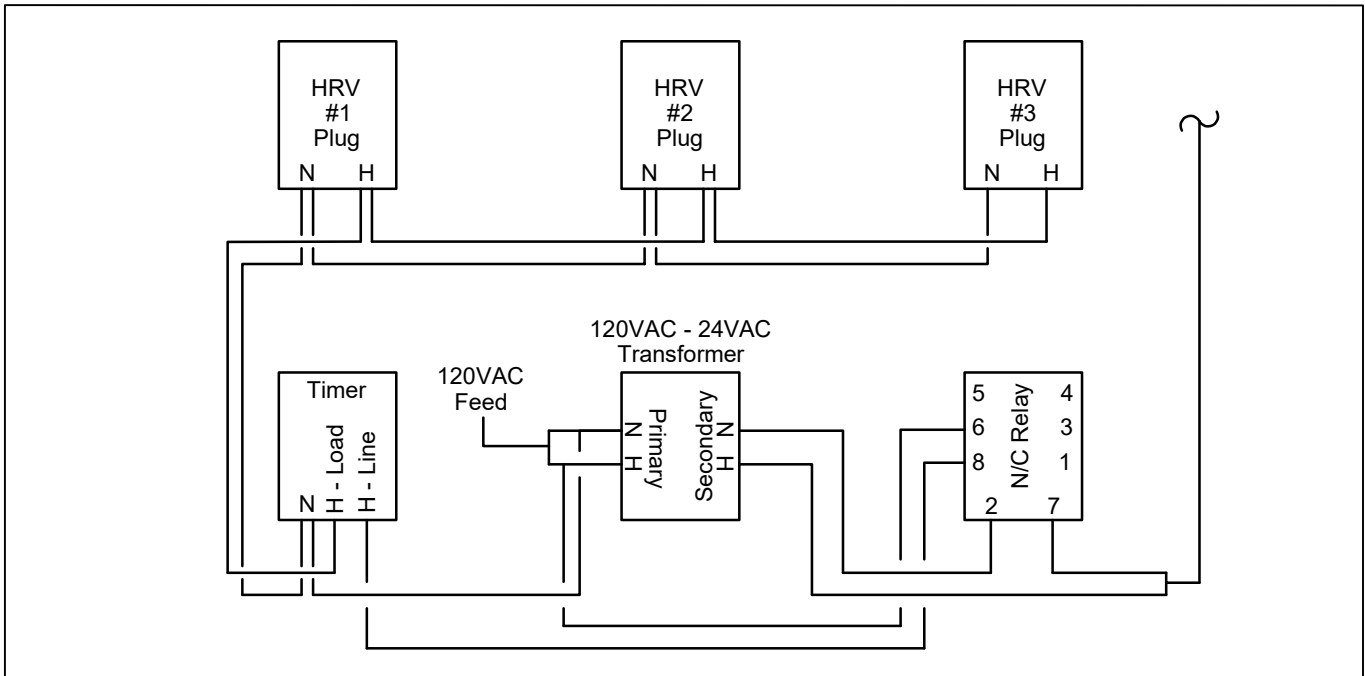 HRV
#1
Plug
N H
HRV
#2
Plug
N H
HRV
#3
Plug
N H
120VAC - 24VAC
Transformer
120VAC
Feed
Timer
N
H - Load
H - Line
N
H
Primary
Secondary
N
H
N/C Relay
5 4
6 3
8 1
2 7